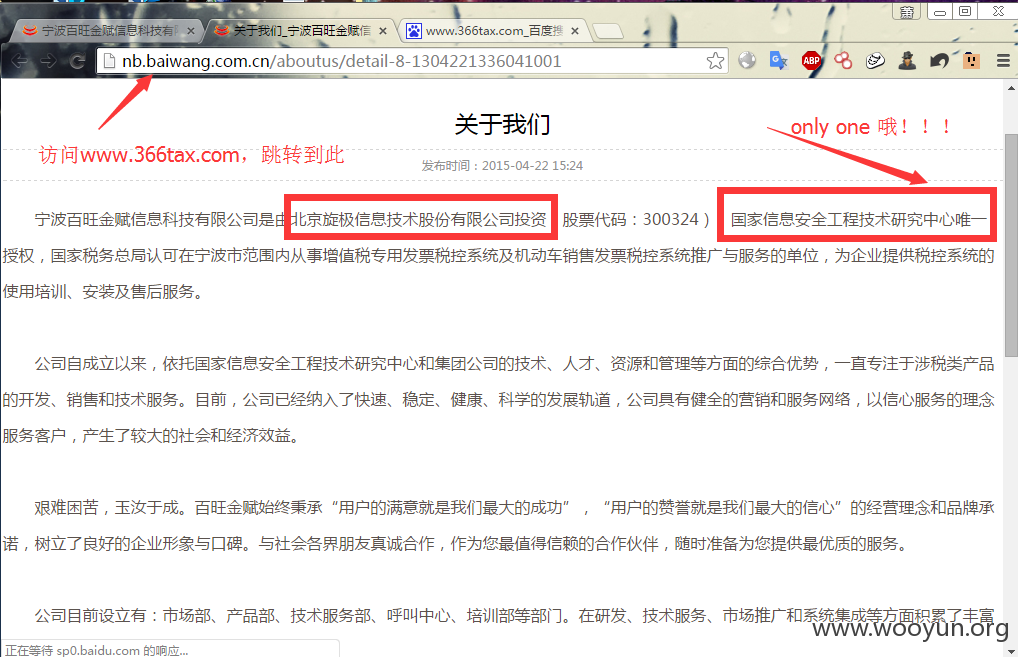 宁波百旺金赋信息科技有
关于我们_宁波百旺金赋信
www.366tax.com_百度搜
nb.baiwang.com.cn/aboutus/detail-8-1304221336041001
ABP
关于我们
only one 哦！！！
访问www.366tax.com，跳转到此
发布时间：2015-04-22 15:24
宁波百旺金赋信息科技有限公司是由北京旋极信息技术股份有限公司投资 股票代码：300324） 国家信息安全工程技术研究中心唯一
授权，国家税务总局认可在宁波市范围内从事增值税专用发票税控系统及机动车销售发票税控系统推广与服务的单位，为企业提供税控系统的
使用培训、安装及售后服务。
公司自成立以来，依托国家信息安全工程技术研究中心和集团公司的技术、人才、资源和管理等方面的综合优势，一直专注于涉税类产品
的开发、销售和技术服务。目前，公司已经纳入了快速、稳定、健康、科学的发展轨道，公司具有健全的营销和服务网络，以信心服务的理念
服务客户，产生了较大的社会和经济效益。
艰难困苦，玉汝于成。百旺金赋始终秉承“用户的满意就是我们最大的成功”，“用户的赞誉就是我们最大的信心”的经营理念和品牌承
诺，树立了良好的企业形象与口碑。与社会各界朋友真诚合作，作为您最值得信赖的合作伙伴，随时准备为您提供最优质的服务。
公司目前设立有：市场部、产品部、技术服务部、呼叫中心、培训部等部门。在研发、技术服务、市场推广和系统集成等方面积累了丰富
www.wooyun.org
正在等待 sp0.baidu.com 的响应...